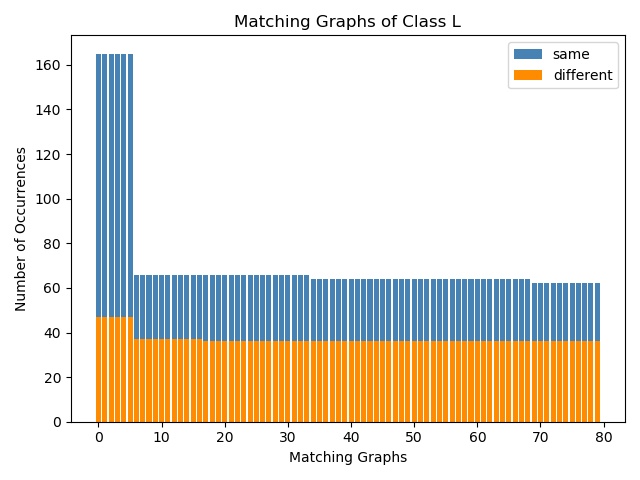 Matching Graphs of Class L
same
different
Number of Occurrences
160
140
120
100
80
60
40
20
0
0 10 20 30 40 50 60 70 80
Matching Graphs